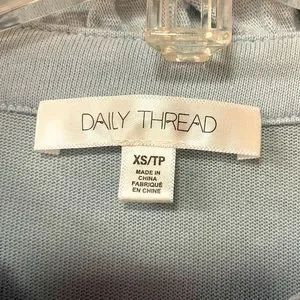 DAILY THREAD
XS/TP
MADE IN
CHINA
FABRIQUÉ
EN CHINE